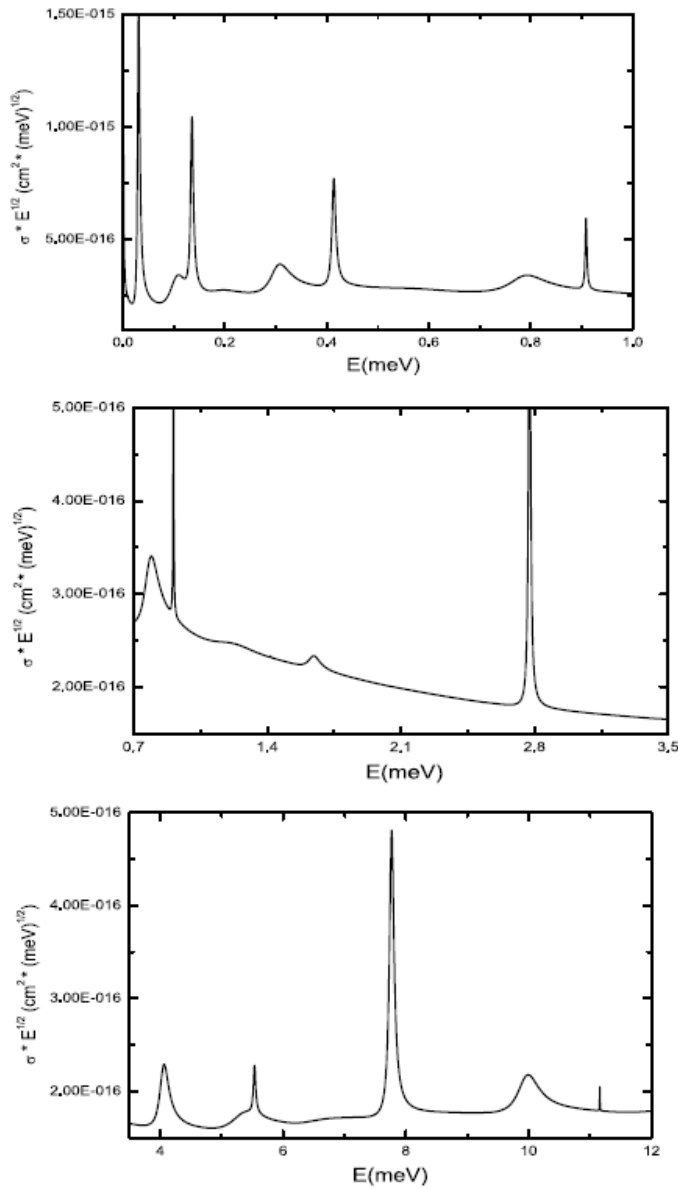 1.50E-015
1.00E-015
5.00E-016
σ * E^1/2 (cm^2* (meV)^1/2)
0.0 0.2 0.4 0.6 0.8 1.0
E(meV)
5.00E-016
4.00E-016
3.00E-016
2.00E-016
σ * E^1/2 (cm^2* (meV)^1/2)
0.7 1.4 2.1 2.8 3.5
E(meV)
5.00E-016
4.00E-016
3.00E-016
2.00E-016
σ * E^1/2 (cm^2* (meV)^1/2)
4 6 8 10 12
E(meV)